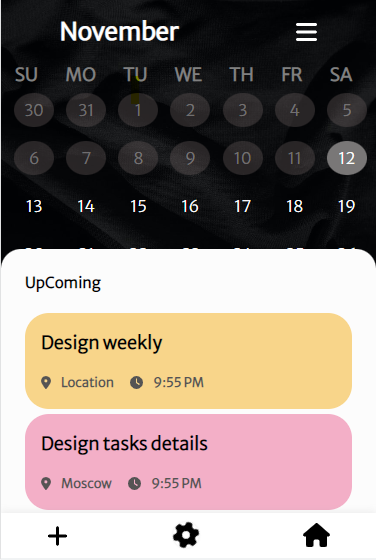 November
SU MO TU WE TH FR SA
30 31 1 2 3 4 5
6 7 8 9 10 11 12
13 14 15 16 17 18 19
UpComing
Design weekly
Location 9:55 PM
Design tasks details
Moscow 9:55 PM